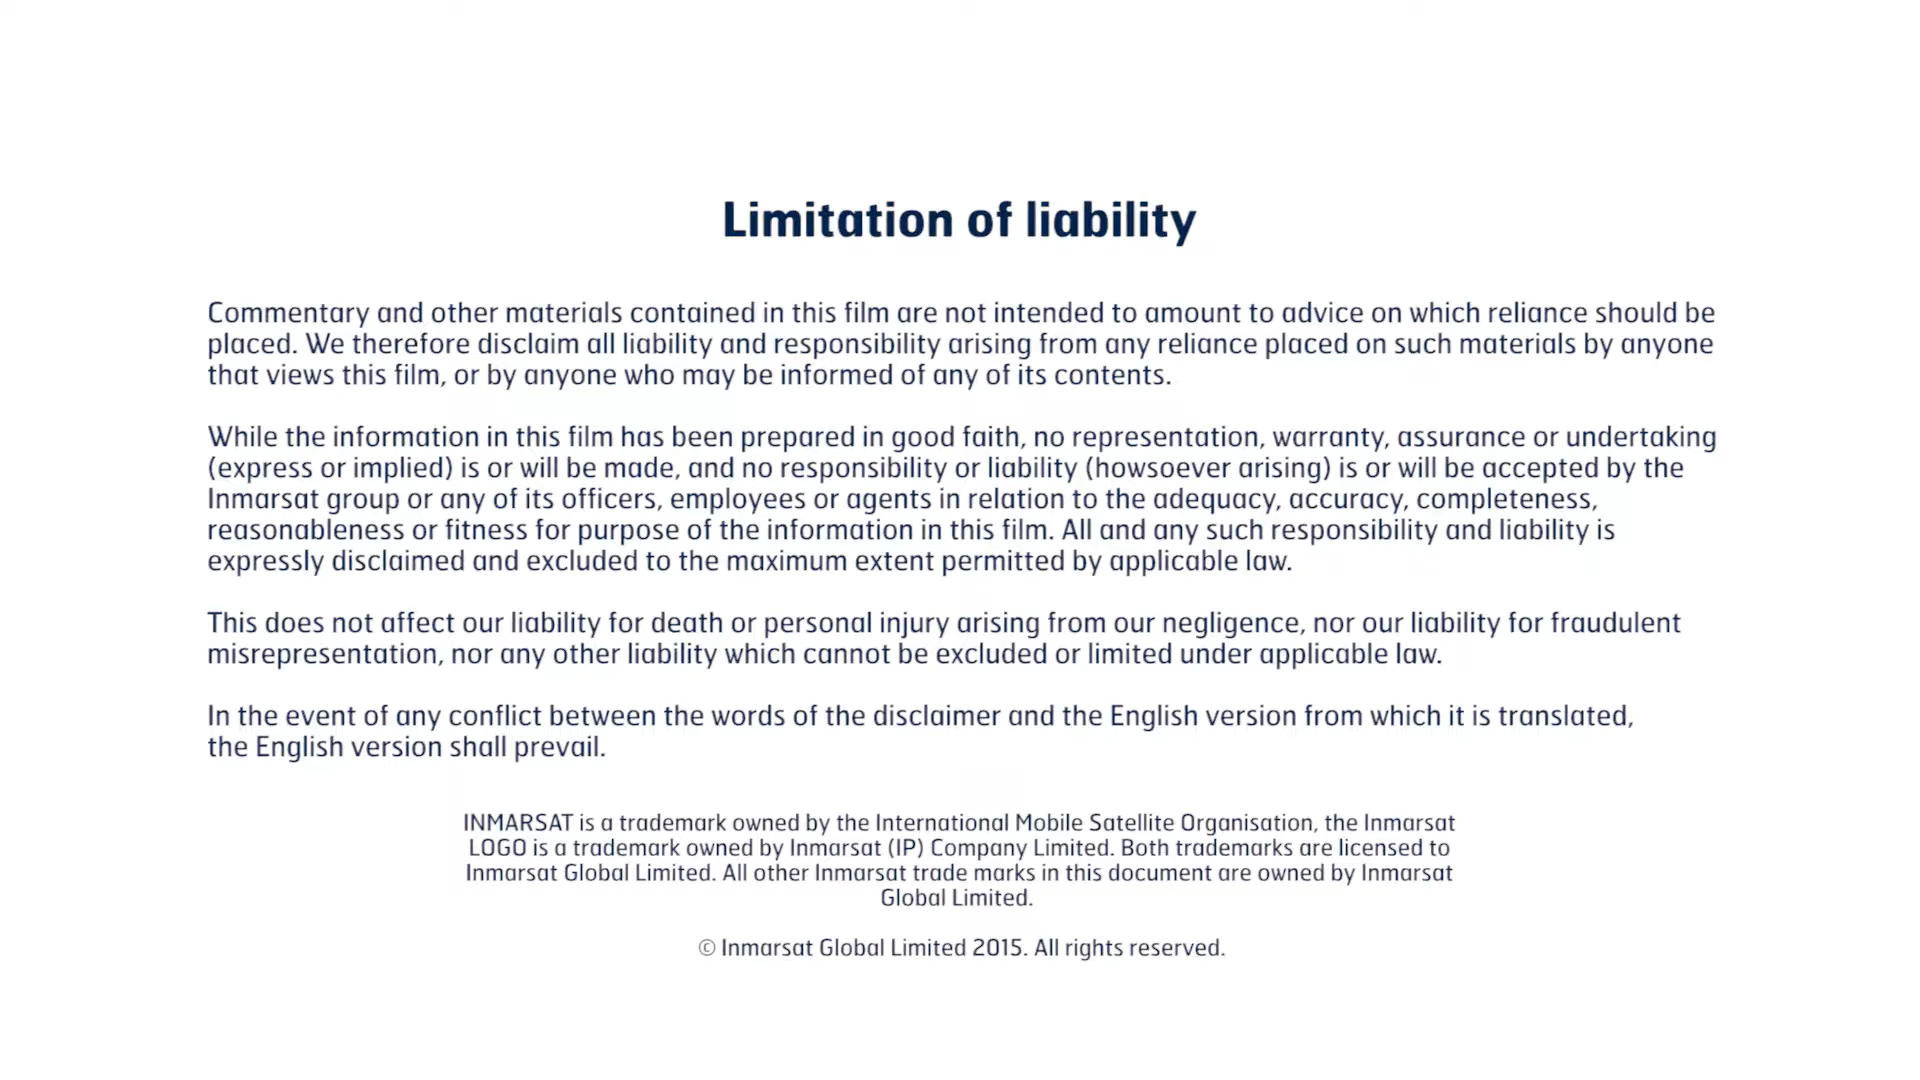 Limitation of liability
Commentary and other materials contained in this film are not intended to amount to advice on which reliance should be
placed. We therefore disclaim all liability and responsibility arising from any reliance placed on such materials by anyone
that views this film, or by anyone who may be informed of any of its contents.
While the information in this film has been prepared in good faith, no representation, warranty, assurance or undertaking
(express or implied) is or will be made, and no responsibility or liability (howsoever arising) is or will be accepted by the
Inmarsat group or any of its officers, employees or agents in relation to the adequacy, accuracy, completeness,
reasonableness or fitness for purpose of the information in this film. All and any such responsibility and liability is
expressly disclaimed and excluded to the maximum extent permitted by applicable law.
This does not affect our liability for death or personal injury arising from our negligence, nor our liability for fraudulent
misrepresentation, nor any other liability which cannot be excluded or limited under applicable law.
In the event of any conflict between the words of the disclaimer and the English version from which it is translated,
the English version shall prevail.
INMARSAT is a trademark owned by the International Mobile Satellite Organisation, the Inmarsat
LOGO is a trademark owned by Inmarsat (IP) Company Limited. Both trademarks are licensed to
Inmarsat Global Limited. All other Inmarsat trade marks in this document are owned by Inmarsat
Global Limited.
© Inmarsat Global Limited 2015. All rights reserved.